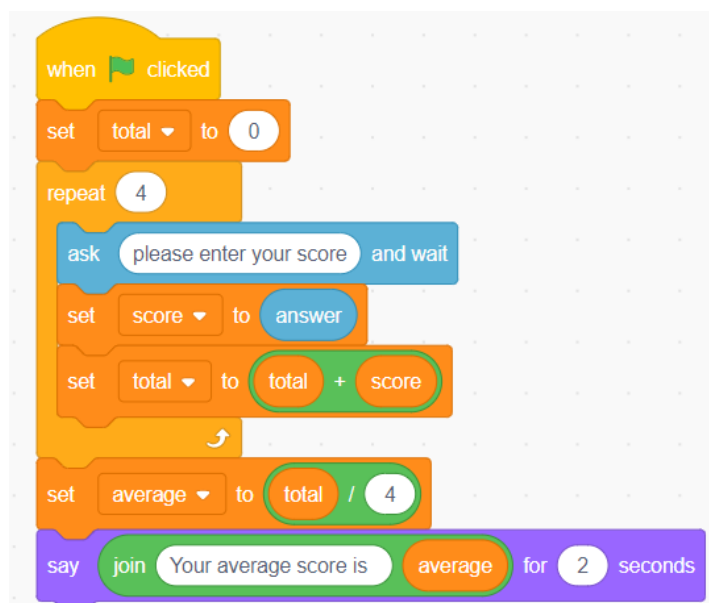 when clicked
set total to 0
repeat 4
ask please enter your score and wait
set score to answer
set total to total + score
set average to total / 4
say join Your average score is average for 2 seconds